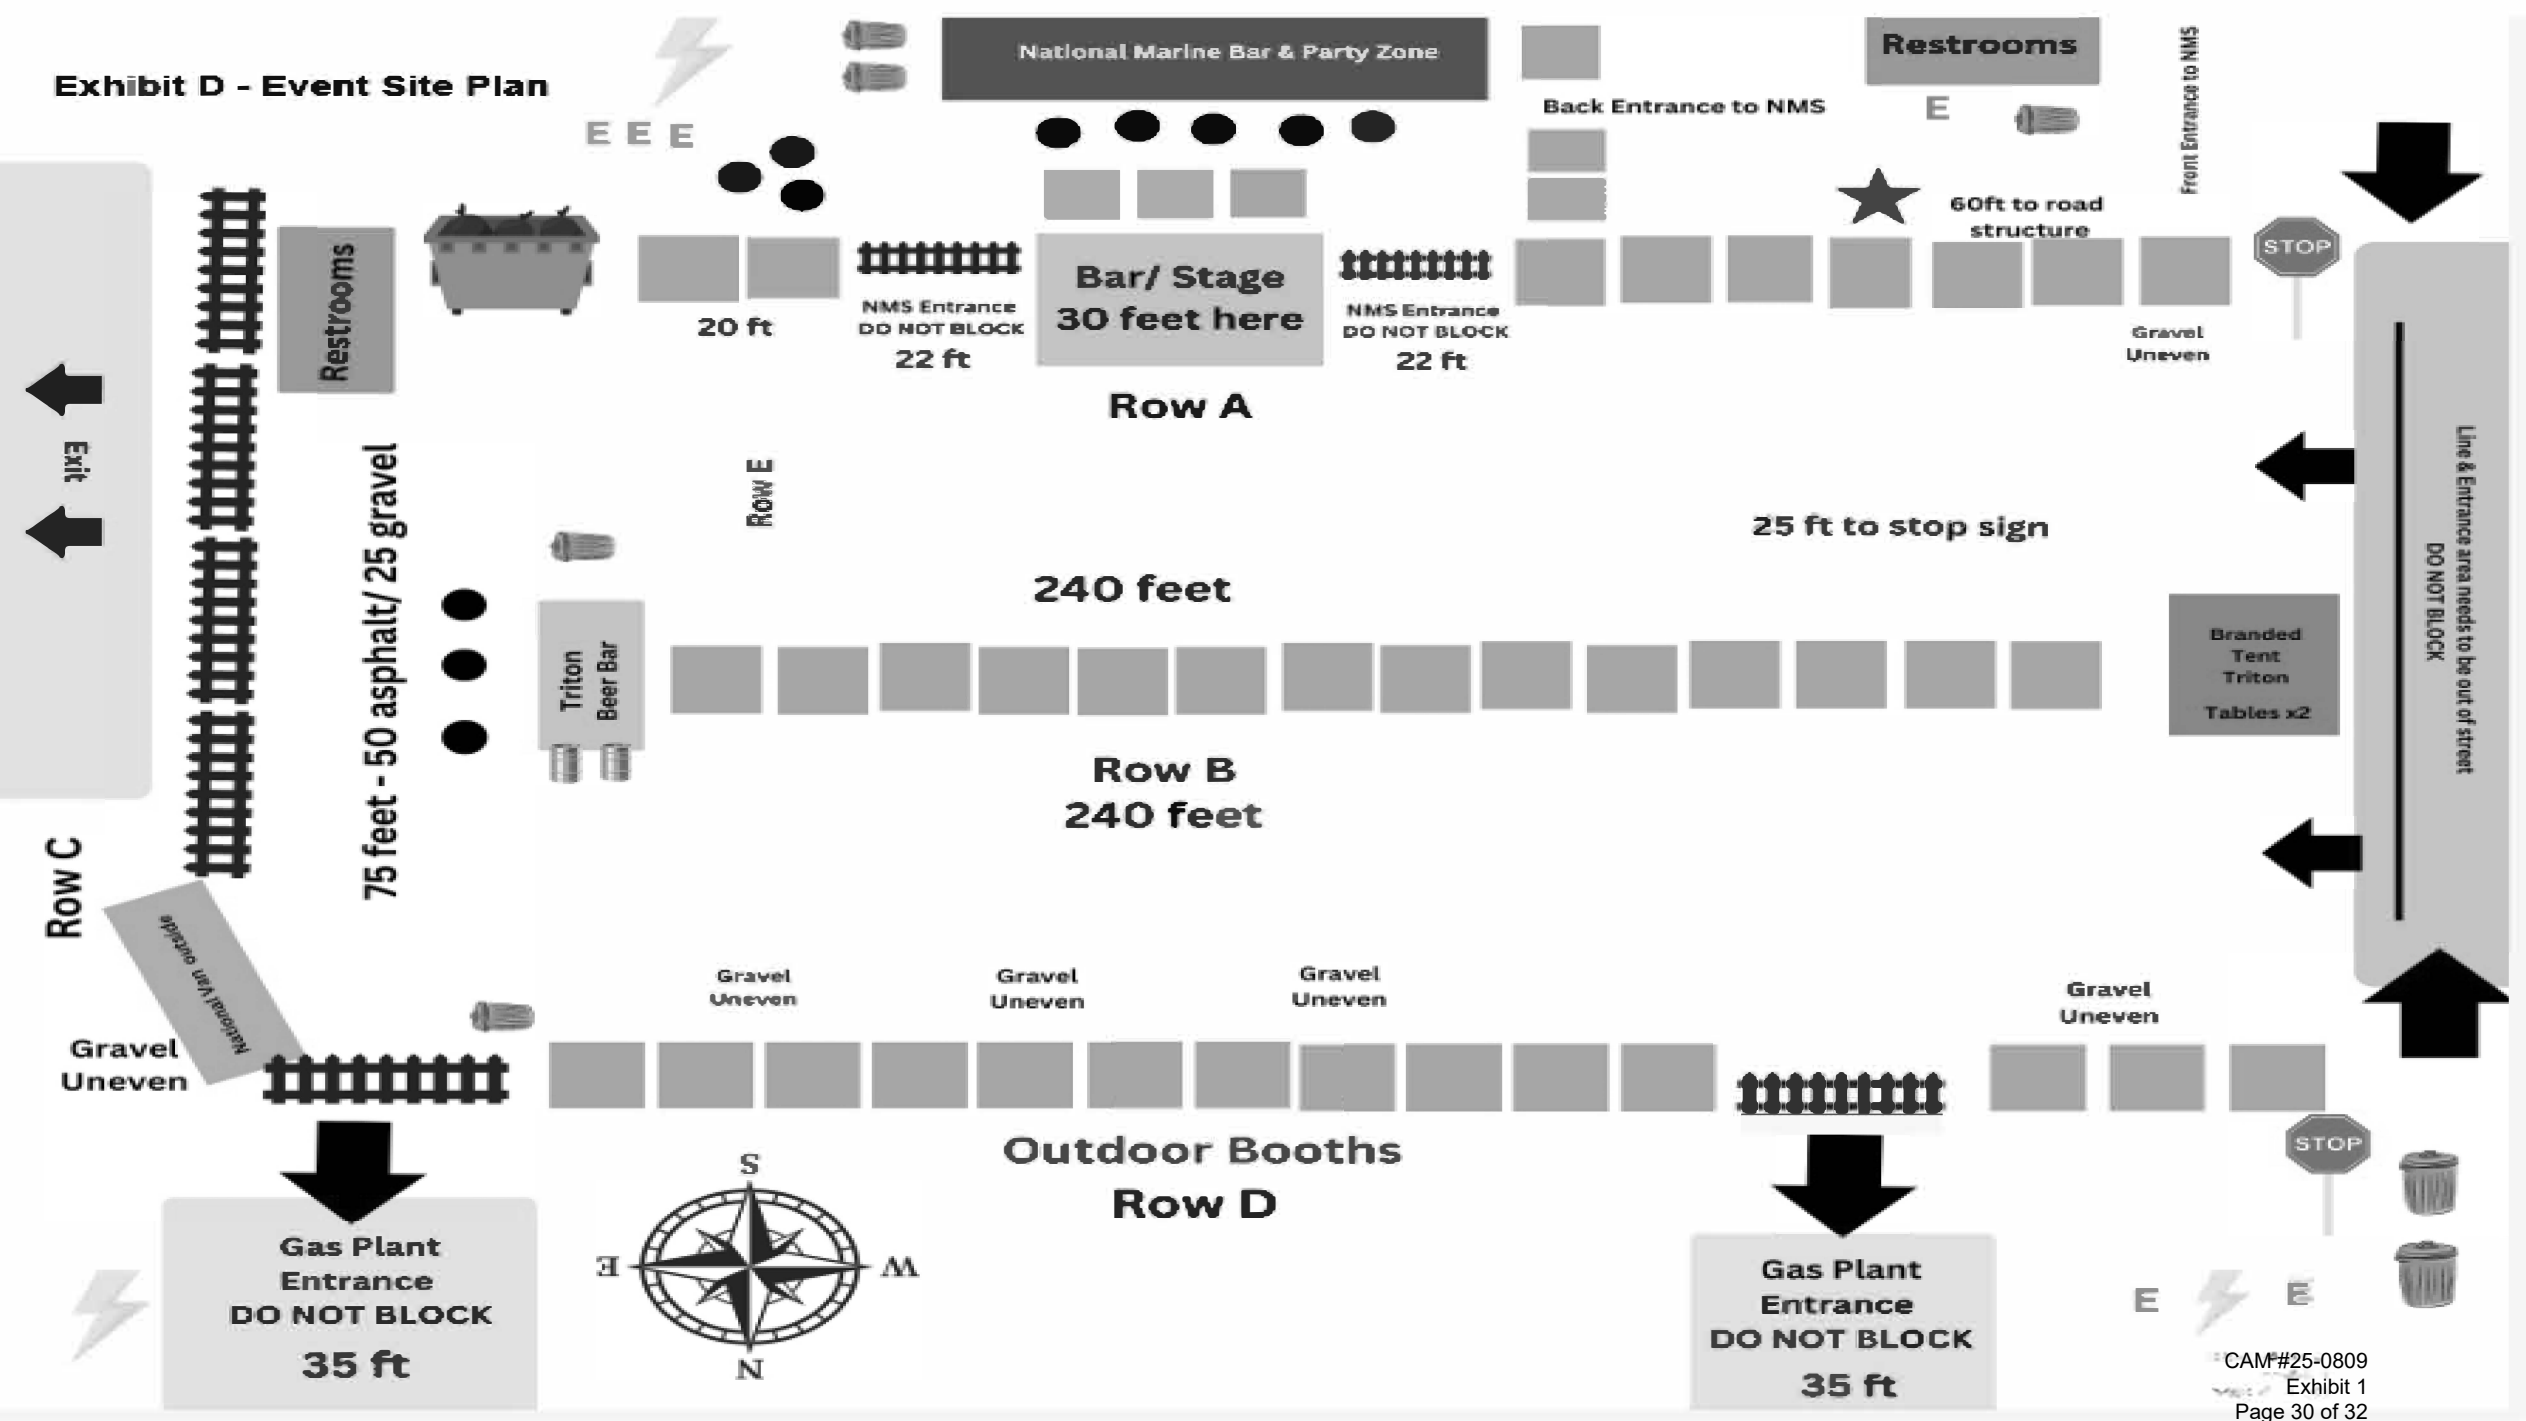 Exhibit D - Event Site Plan
National Marine Bar & Party Zone
Restrooms
Front Entrance to NMS
Back Entrance to NMS
E E E
E
60ft to road
structure
STOP
Restrooms
20 ft
NMS Entrance
DO NOT BLOCK
22 ft
Bar/ Stage
30 feet here
NMS Entrance
DO NOT BLOCK
22 ft
Gravel
Uneven
Row A
Exit
Row E
75 feet - 50 asphalt/ 25 gravel
25 ft to stop sign
Line & Entrance area needs to be out of street
DO NOT BLOCK
240 feet
Triton
Beer Bar
Branded
Tent
Triton
Tables x2
Row B
240 feet
Row C
National Van outside
Gravel
Uneven
Gravel
Uneven
Gravel
Uneven
Gravel
Uneven
Gravel
Uneven
Outdoor Booths
Row D
STOP
S
E
W
N
Gas Plant
Entrance
DO NOT BLOCK
35 ft
Gas Plant
Entrance
DO NOT BLOCK
35 ft
E
E
CAM #25-0809
Exhibit 1
Page 30 of 32